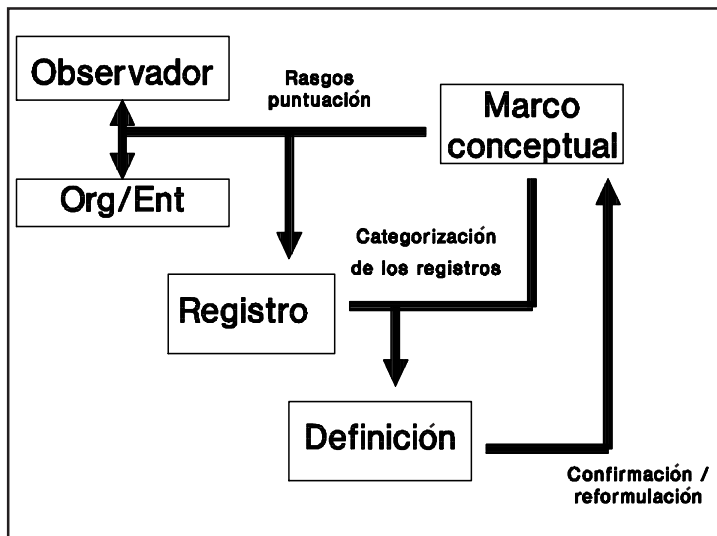 Observador
Rasgos
puntuación
Marco
conceptual
Org/Ent
Categorización
de los registros
Registro
Definición
Confirmación /
reformulación